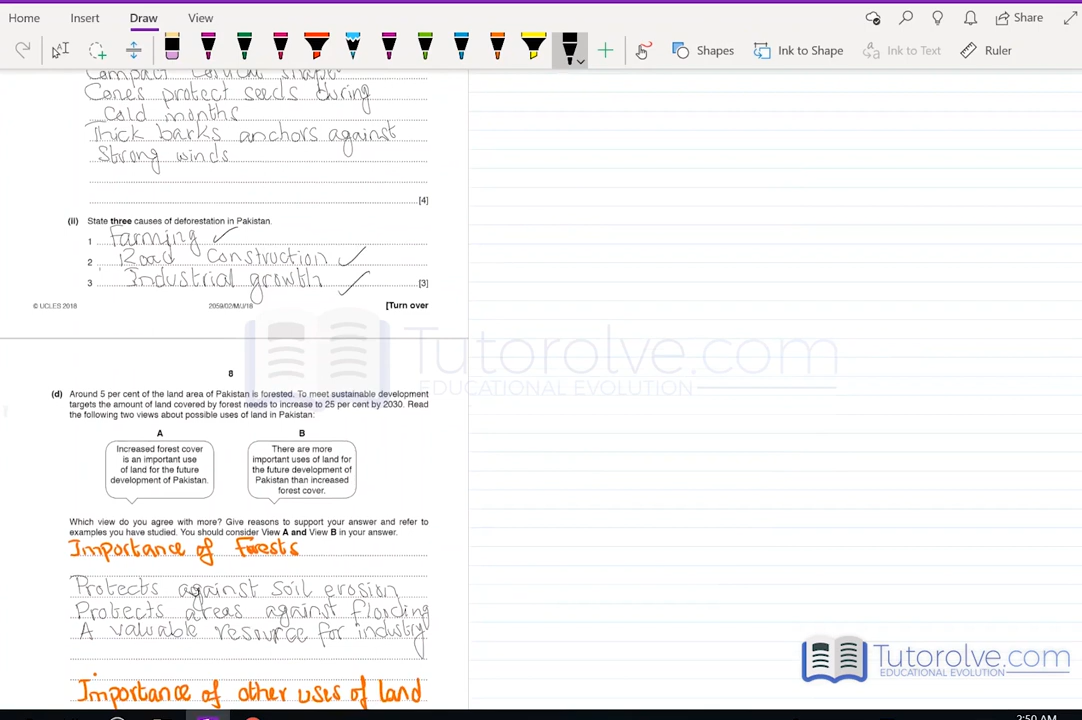 Home Insert Draw View Share
Shapes Ink to Shape Ink to Text Ruler
Compact Conical shape
Cone's protect seeds during
cold months
Thick barks anchors against
Strong winds
[4]
(ii) State three causes of deforestation in Pakistan.
1 Farming
2 Road Construction
3 Industrial growth [3]
© UCLES 2018 2059/02/M/J/18 [Turn over
Tutorolve.com
EDUCATIONAL EVOLUTION
8
(d) Around 5 per cent of the land area of Pakistan is forested. To meet sustainable development
targets the amount of land covered by forest needs to increase to 25 per cent by 2030. Read
the following two views about possible uses of land in Pakistan:
A
Increased forest cover
is an important use
of land for the future
development of Pakistan.
B
There are more
important uses of land for
the future development of
Pakistan than increased
forest cover.
Which view do you agree with more? Give reasons to support your answer and refer to
examples you have studied. You should consider View A and View B in your answer.
Importance of Forests
Protects against soil erosion
Protects areas against flooding
A valuable resource for industry
Importance of other uses of land
Tutorolve.com
EDUCATIONAL EVOLUTION
2:50 AM